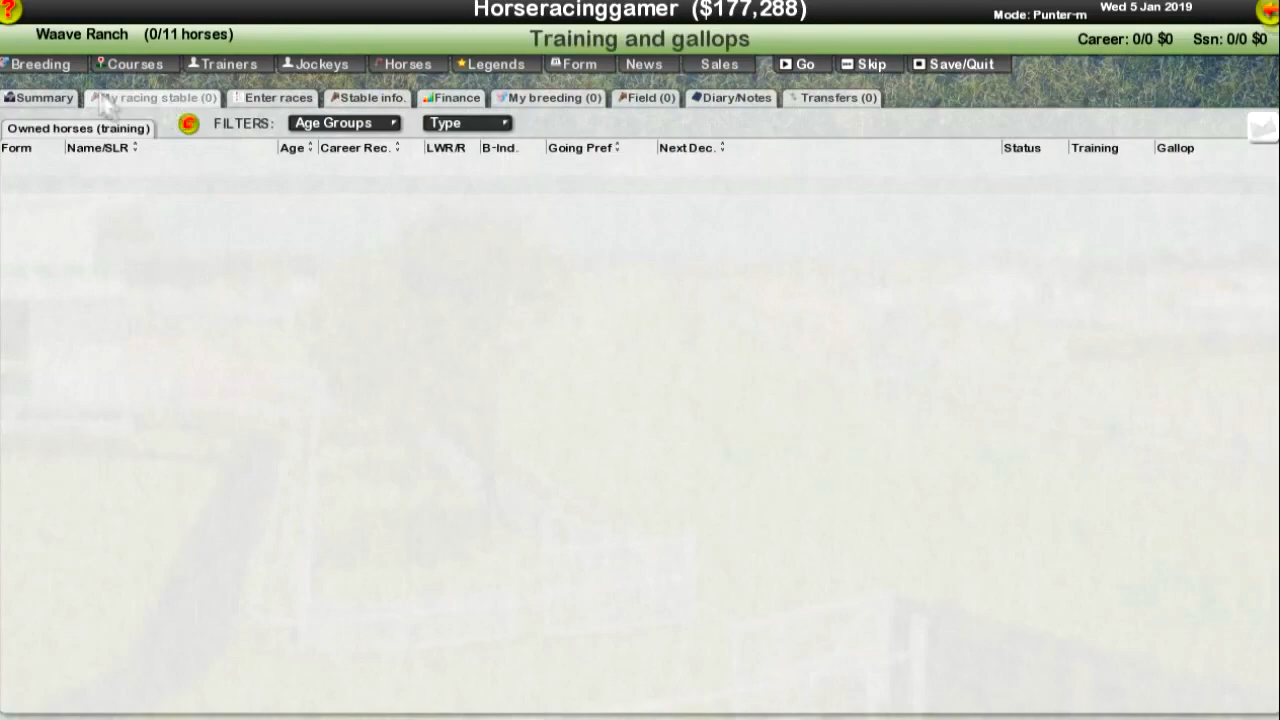 ?
Horseracinggamer ($177,288)
Mode: Punter-m
Wed 5 Jan 2019
Waave Ranch (0/11 horses)
Training and gallops
Career: 0/0 $0 Ssn: 0/0 $0
Breeding Courses Trainers Jockeys Horses Legends Form News Sales Go Skip Save/Quit
Summary My racing stable (0) Enter races Stable info. Finance My breeding (0) Field (0) Diary/Notes Transfers (0)
Owned horses (training) FILTERS: Age Groups Type
Form Name/SLR Age Career Rec. LWR/R B-Ind. Going Pref Next Dec. Status Training Gallop